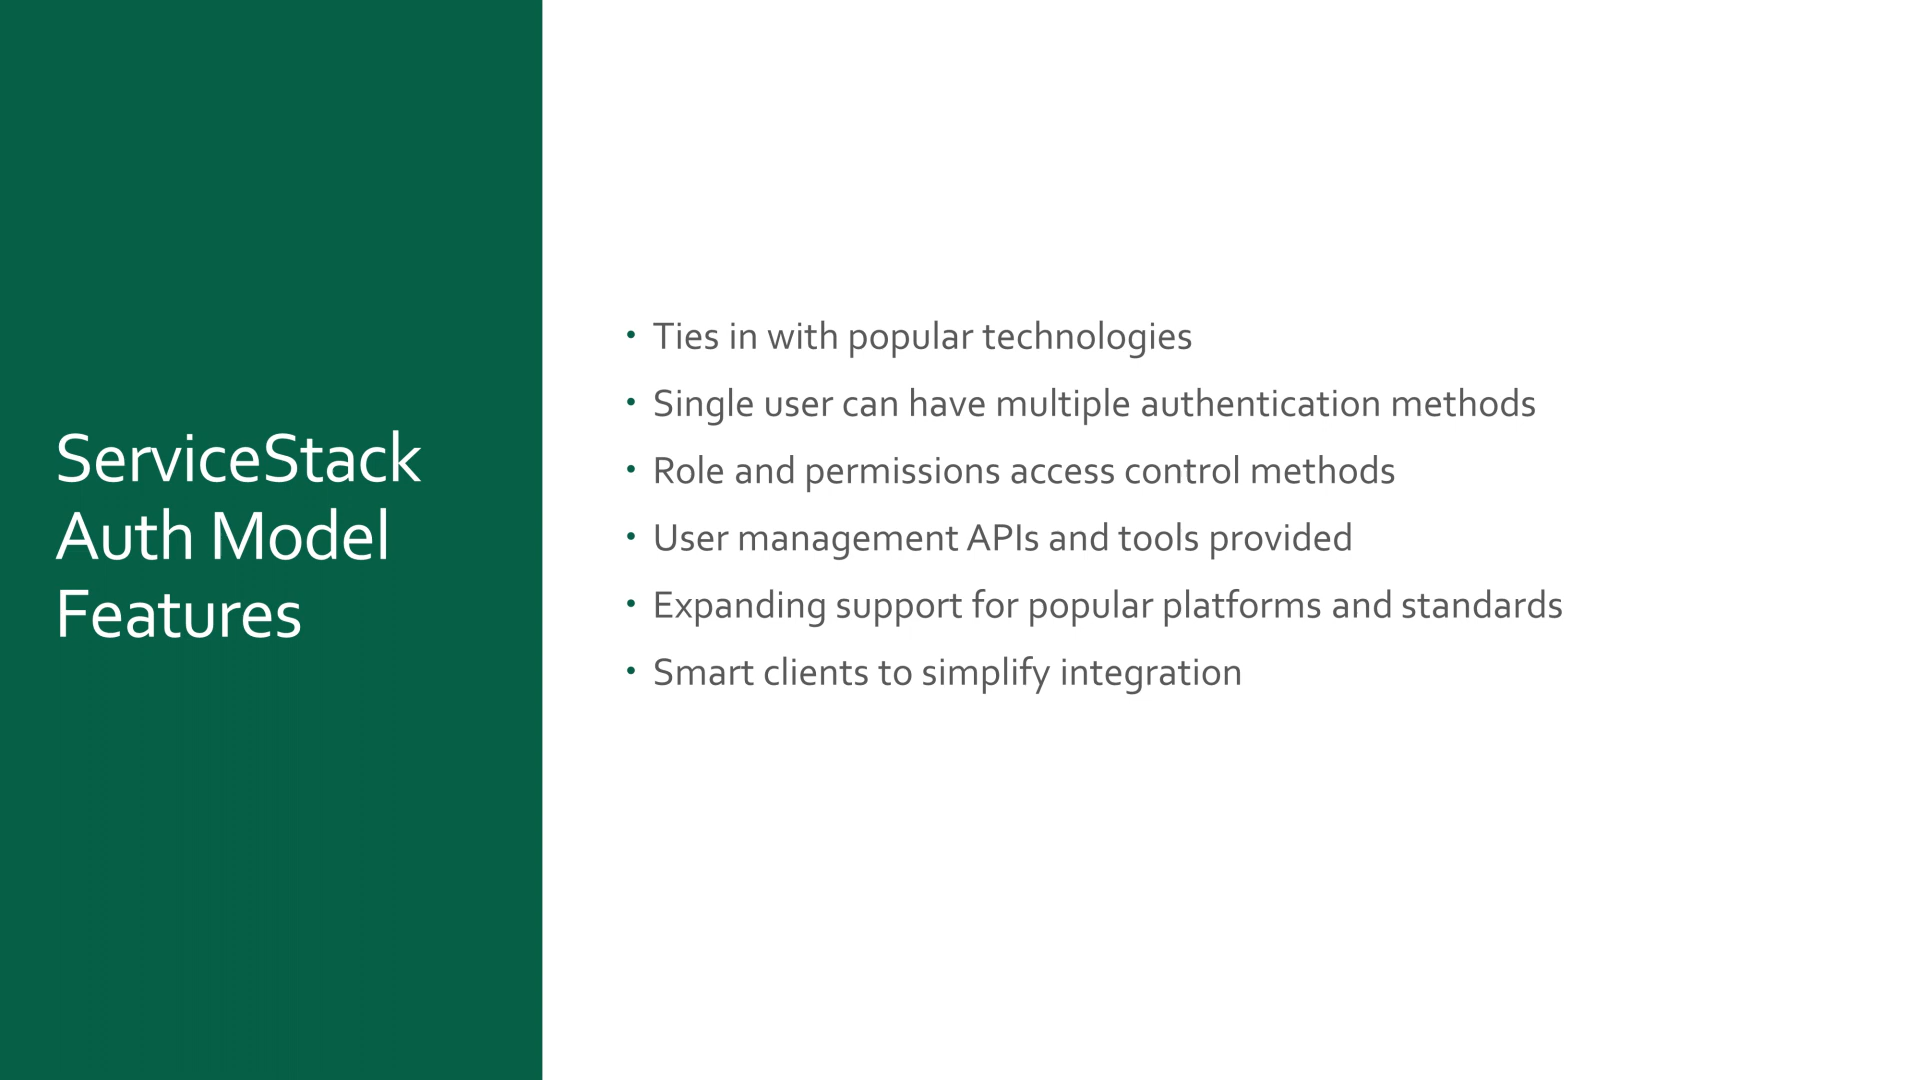 ServiceStack
Auth Model
Features
• Ties in with popular technologies
• Single user can have multiple authentication methods
• Role and permissions access control methods
• User management APIs and tools provided
• Expanding support for popular platforms and standards
• Smart clients to simplify integration